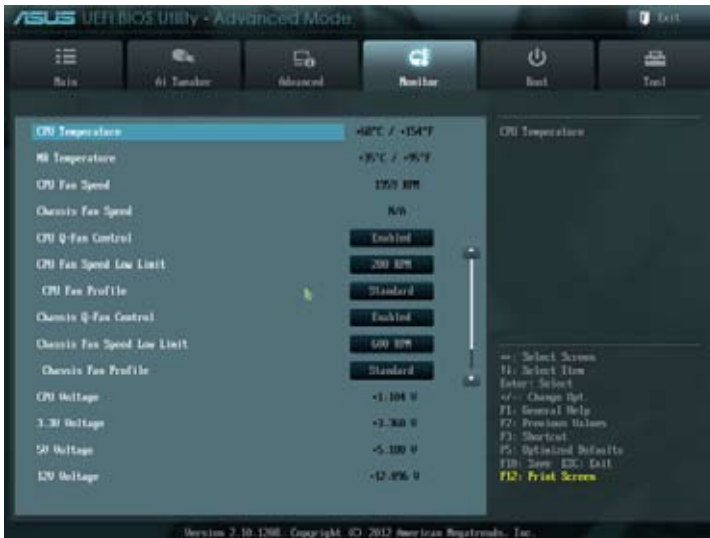 ASUS UEFI BIOS Utility - Advanced Mode
Exit
Main
Ai Tweaker
Advanced
Monitor
Boot
Tool
CPU Temperature +68°C / +154°F
CPU Temperature
MB Temperature +35°C / +95°F
CPU Fan Speed 1959 RPM
Chassis Fan Speed N/A
CPU Q-Fan Control Enabled
CPU Fan Speed Low Limit 200 RPM
CPU Fan Profile Standard
Chassis Q-Fan Control Enabled
Chassis Fan Speed Low Limit 600 RPM
Chassis Fan Profile Standard
CPU Voltage +1.104 V
3.3V Voltage +3.360 V
5V Voltage +5.100 V
12V Voltage
: Select Screen
: Select Item
Enter: Select
+/-: Change Opt.
F1: General Help
F2: Previous Values
F3: Shortcut
F5: Optimized Defaults
F10: Save ESC: Exit
F12: Print Screen
Version 2.10.1208. Copyright (C) 2012 American Megatrends, Inc.